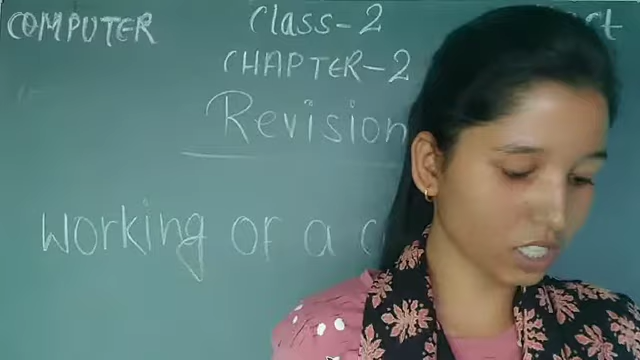 COMPUTER Class-2
CHAPTER-2
Revision
Working of a